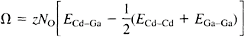 Ω = zN_O[E_Cd–Ga − 1/2(E_Cd–Cd + E_Ga–Ga)]